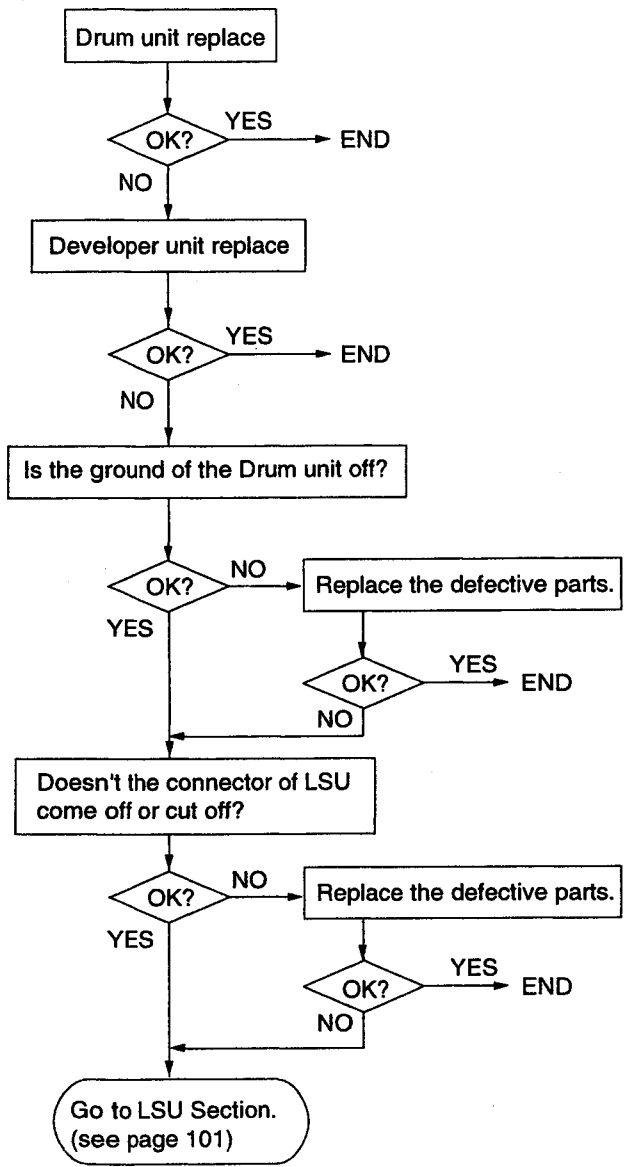 Drum unit replace
OK?
YES
END
NO
Developer unit replace
OK?
YES
END
NO
Is the ground of the Drum unit off?
OK?
NO
Replace the defective parts.
YES
OK?
YES
END
NO
Doesn't the connector of LSU
come off or cut off?
OK?
NO
Replace the defective parts.
YES
OK?
YES
END
NO
Go to LSU Section.
(see page 101)